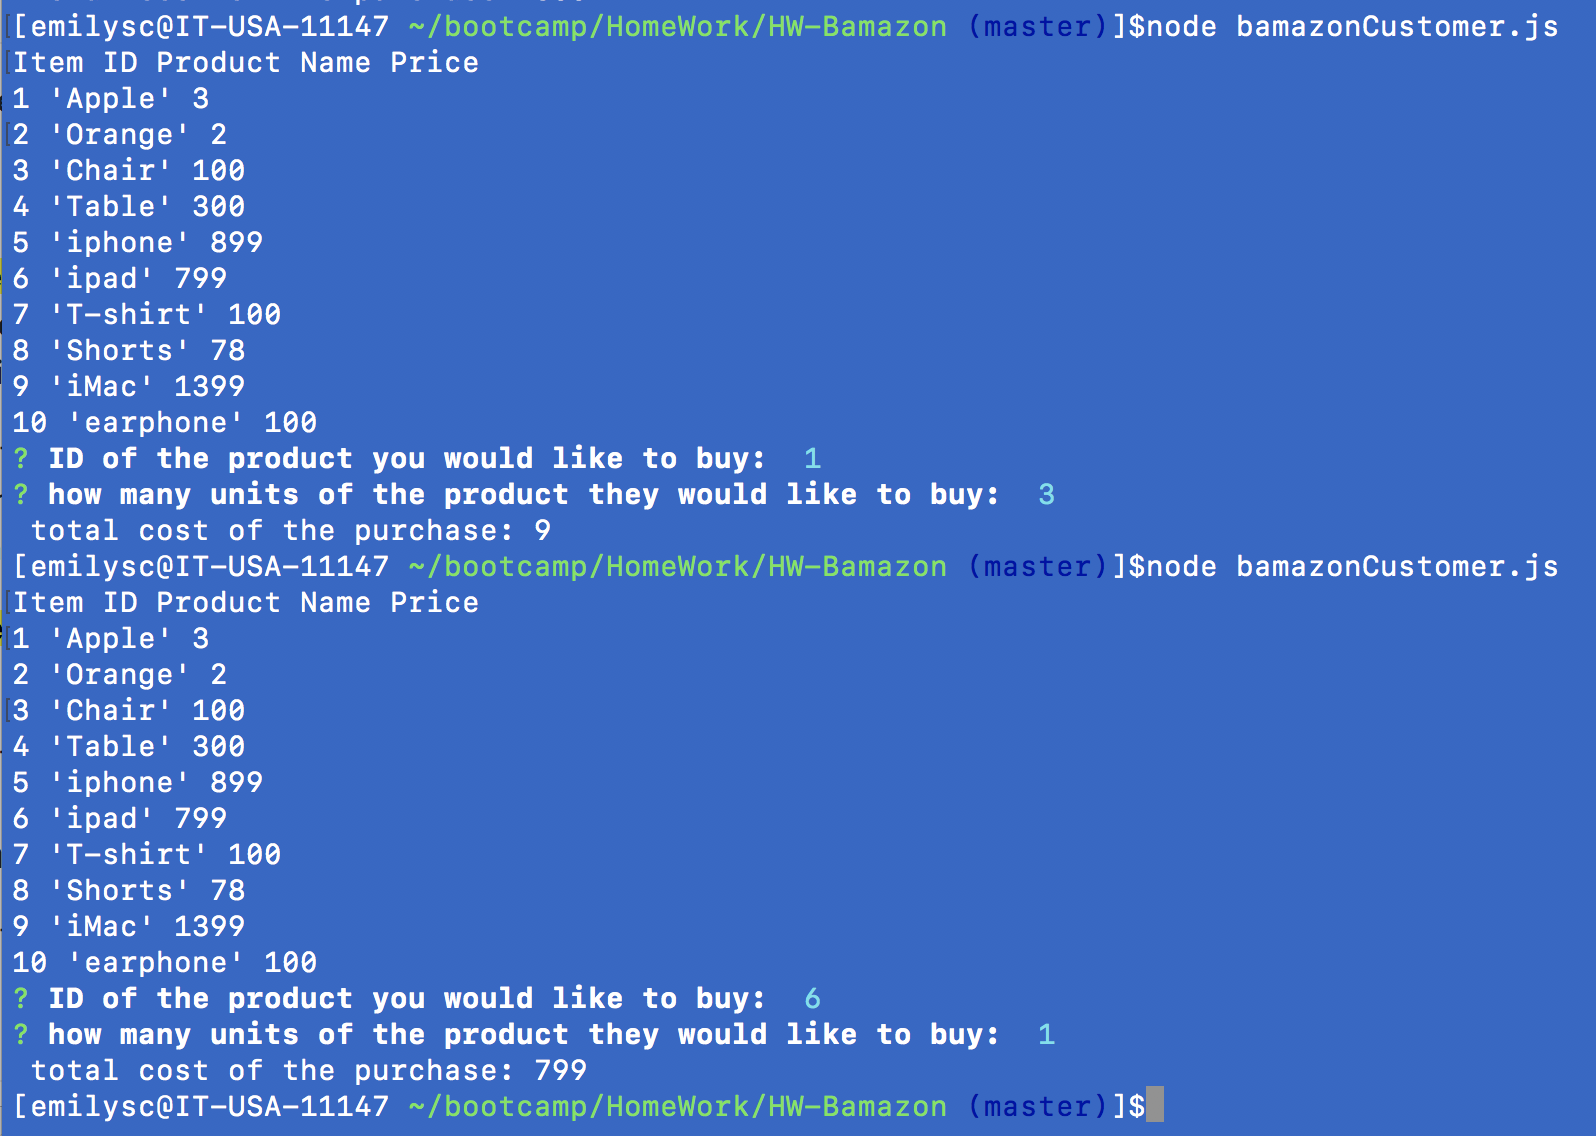 [emilysc@IT-USA-11147 ~/bootcamp/HomeWork/HW-Bamazon (master)]$node bamazonCustomer.js
Item ID Product Name Price
1 'Apple' 3
2 'Orange' 2
3 'Chair' 100
4 'Table' 300
5 'iphone' 899
6 'ipad' 799
7 'T-shirt' 100
8 'Shorts' 78
9 'iMac' 1399
10 'earphone' 100
? ID of the product you would like to buy:  1
? how many units of the product they would like to buy:  3
 total cost of the purchase: 9
[emilysc@IT-USA-11147 ~/bootcamp/HomeWork/HW-Bamazon (master)]$node bamazonCustomer.js
Item ID Product Name Price
1 'Apple' 3
2 'Orange' 2
3 'Chair' 100
4 'Table' 300
5 'iphone' 899
6 'ipad' 799
7 'T-shirt' 100
8 'Shorts' 78
9 'iMac' 1399
10 'earphone' 100
? ID of the product you would like to buy:  6
? how many units of the product they would like to buy:  1
 total cost of the purchase: 799
[emilysc@IT-USA-11147 ~/bootcamp/HomeWork/HW-Bamazon (master)]$